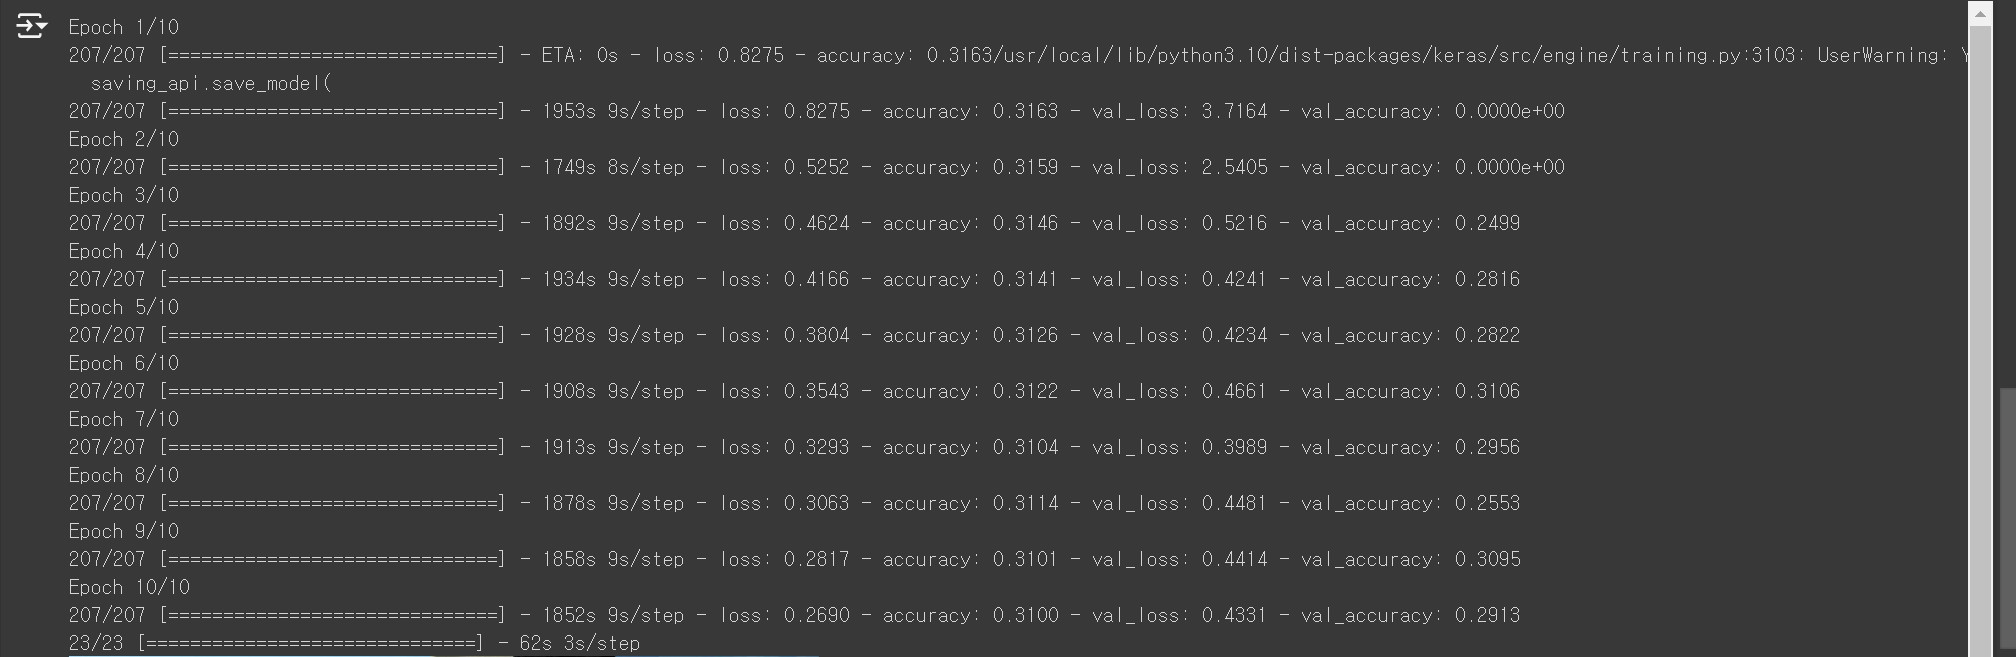 Epoch 1/10
207/207 [==============================] - ETA: 0s - loss: 0.8275 - accuracy: 0.3163/usr/local/lib/python3.10/dist-packages/keras/src/engine/training.py:3103: UserWarning: Y
saving_api.save_model(
207/207 [==============================] - 1953s 9s/step - loss: 0.8275 - accuracy: 0.3163 - val_loss: 3.7164 - val_accuracy: 0.0000e+00
Epoch 2/10
207/207 [==============================] - 1749s 8s/step - loss: 0.5252 - accuracy: 0.3159 - val_loss: 2.5405 - val_accuracy: 0.0000e+00
Epoch 3/10
207/207 [==============================] - 1892s 9s/step - loss: 0.4624 - accuracy: 0.3146 - val_loss: 0.5216 - val_accuracy: 0.2499
Epoch 4/10
207/207 [==============================] - 1934s 9s/step - loss: 0.4166 - accuracy: 0.3141 - val_loss: 0.4241 - val_accuracy: 0.2816
Epoch 5/10
207/207 [==============================] - 1928s 9s/step - loss: 0.3804 - accuracy: 0.3126 - val_loss: 0.4234 - val_accuracy: 0.2822
Epoch 6/10
207/207 [==============================] - 1908s 9s/step - loss: 0.3543 - accuracy: 0.3122 - val_loss: 0.4661 - val_accuracy: 0.3106
Epoch 7/10
207/207 [==============================] - 1913s 9s/step - loss: 0.3293 - accuracy: 0.3104 - val_loss: 0.3989 - val_accuracy: 0.2956
Epoch 8/10
207/207 [==============================] - 1878s 9s/step - loss: 0.3063 - accuracy: 0.3114 - val_loss: 0.4481 - val_accuracy: 0.2553
Epoch 9/10
207/207 [==============================] - 1858s 9s/step - loss: 0.2817 - accuracy: 0.3101 - val_loss: 0.4414 - val_accuracy: 0.3095
Epoch 10/10
207/207 [==============================] - 1852s 9s/step - loss: 0.2690 - accuracy: 0.3100 - val_loss: 0.4331 - val_accuracy: 0.2913
23/23 [==============================] - 62s 3s/step